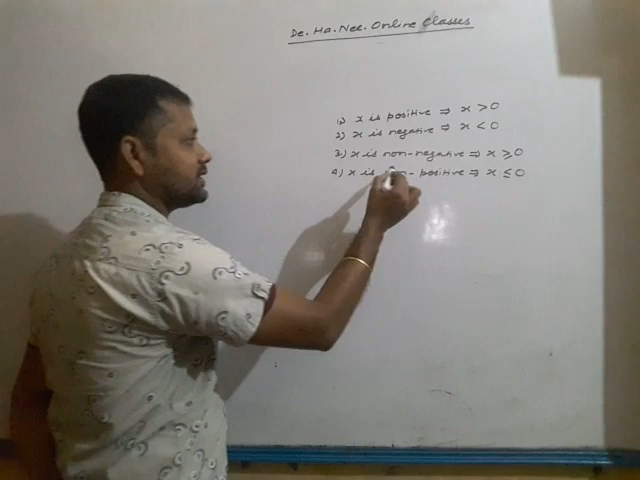 De. Ha. Nee. Online Classes
1) x is positive ⇒ x > 0
2) x is negative ⇒ x < 0
3) x is non-negative ⇒ x ≥ 0
4) x is non-positive ⇒ x ≤ 0